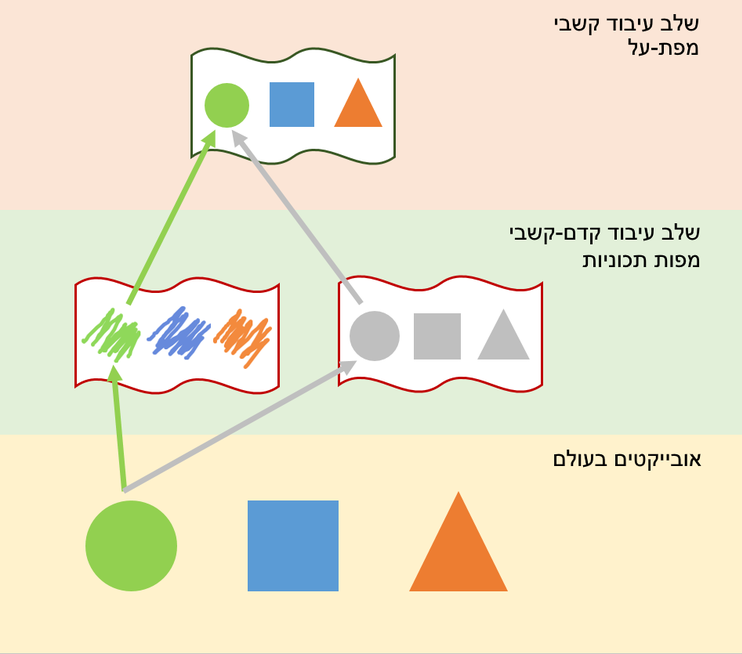 שלב עיבוד קשבי
מפת-על
שלב עיבוד קדם-קשבי
מפות תכוניות
אובייקטים בעולם